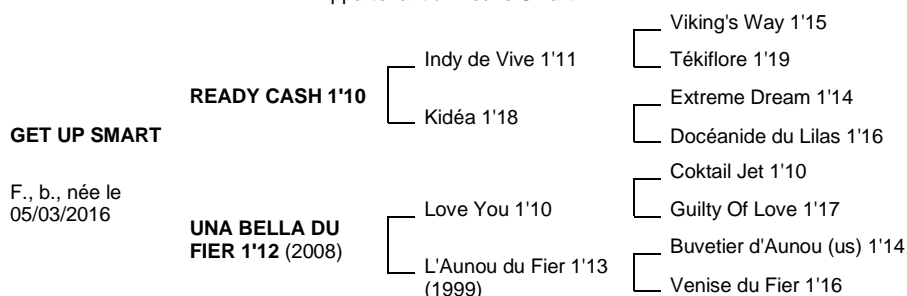 Viking's Way 1'15
Indy de Vive 1'11
Tékiflore 1'19
READY CASH 1'10
Extreme Dream 1'14
Kidéa 1'18
Docéanide du Lilas 1'16
GET UP SMART
Coktail Jet 1'10
F., b., née le
05/03/2016
Love You 1'10
Guilty Of Love 1'17
UNA BELLA DU
FIER 1'12 (2008)
Buvetier d'Aunou (us) 1'14
L'Aunou du Fier 1'13
(1999)
Venise du Fier 1'16